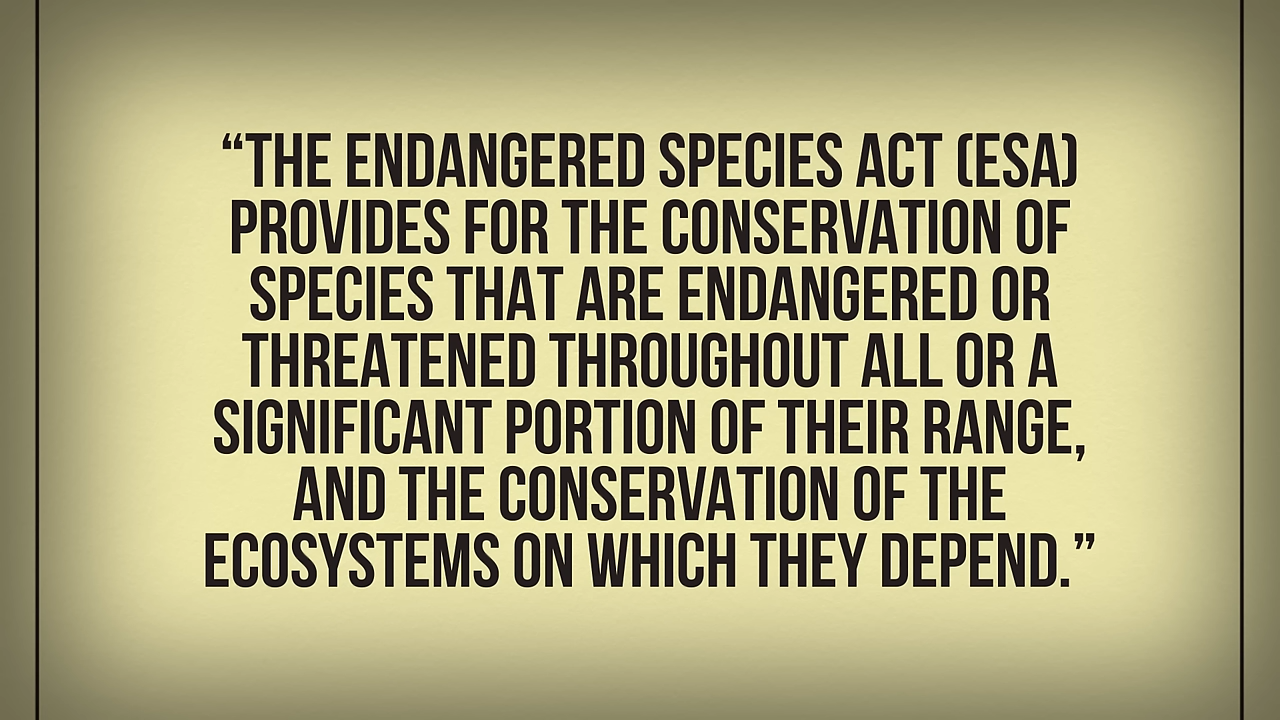 “THE ENDANGERED SPECIES ACT (ESA)
PROVIDES FOR THE CONSERVATION OF
SPECIES THAT ARE ENDANGERED OR
THREATENED THROUGHOUT ALL OR A
SIGNIFICANT PORTION OF THEIR RANGE,
AND THE CONSERVATION OF THE
ECOSYSTEMS ON WHICH THEY DEPEND.”